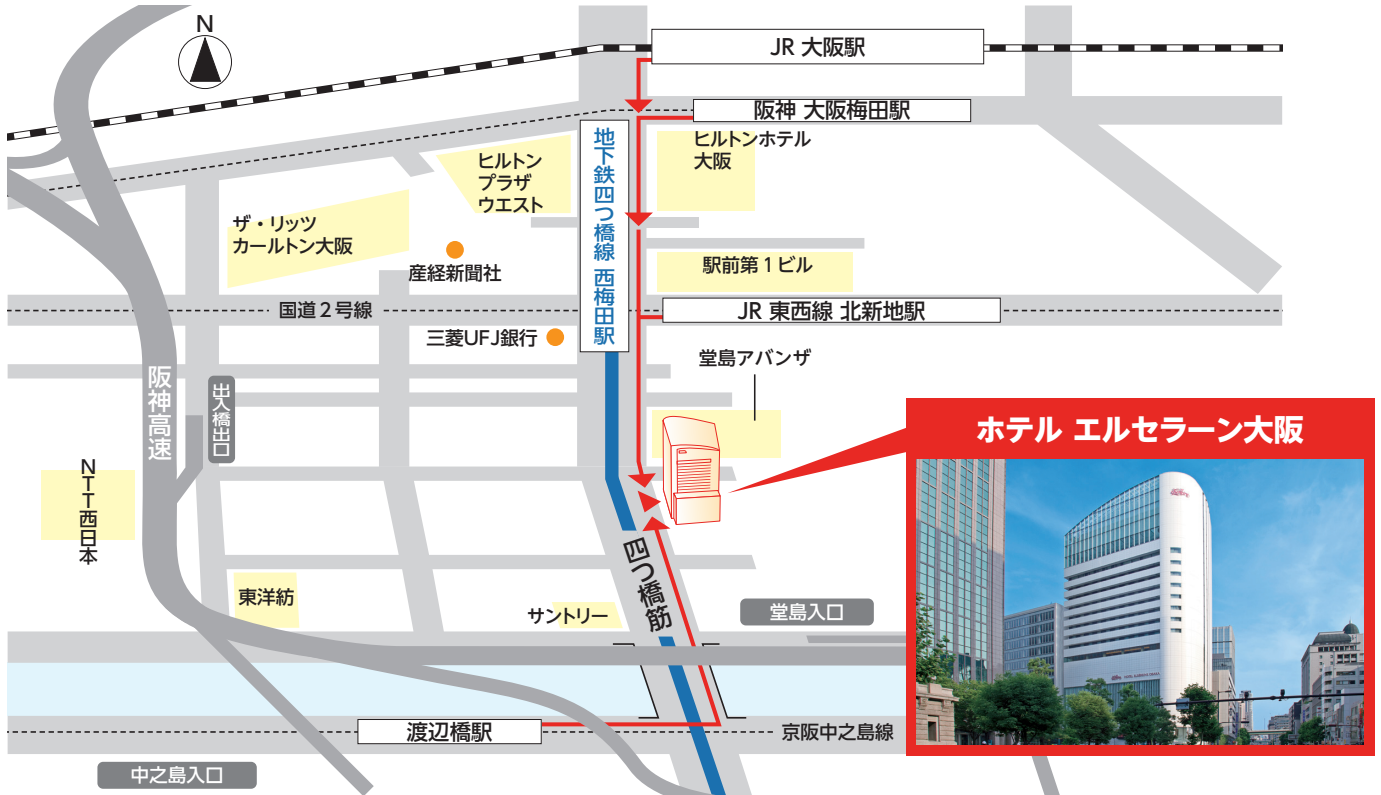 N
JR 大阪駅
阪神 大阪梅田駅
ヒルトンホテル
大阪
地下鉄四つ橋線 西梅田駅
ヒルトン
プラザ
ウエスト
ザ・リッツ
カールトン大阪
産経新聞社
駅前第1ビル
国道2号線
JR 東西線 北新地駅
三菱UFJ銀行
堂島アバンザ
阪神高速
出入橋出口
ホテル エルセラーン大阪
NTT西日本
四つ橋筋
東洋紡
サントリー
堂島入口
渡辺橋駅
京阪中之島線
中之島入口